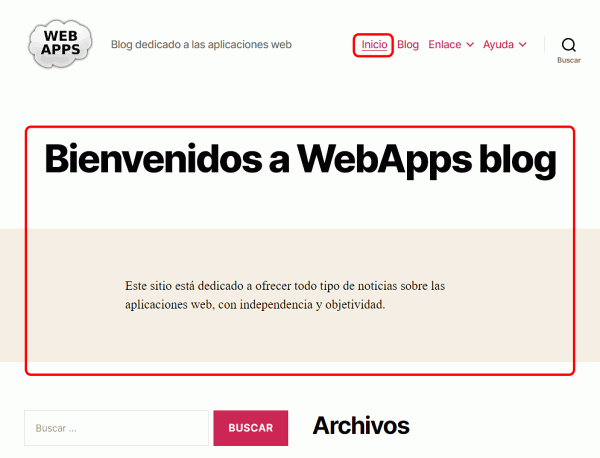 WEB
APPS
Blog dedicado a las aplicaciones web
Inicio Blog Enlace Ayuda
Buscar
Bienvenidos a WebApps blog
Este sitio está dedicado a ofrecer todo tipo de noticias sobre las
aplicaciones web, con independencia y objetividad.
Buscar ...
BUSCAR
Archivos